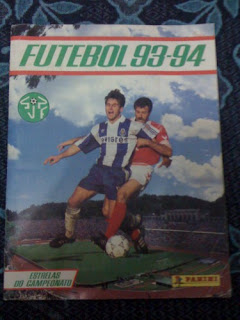 FUTEBOL 93-94
ESTRELAS
DO CAMPEONATO
PANINI